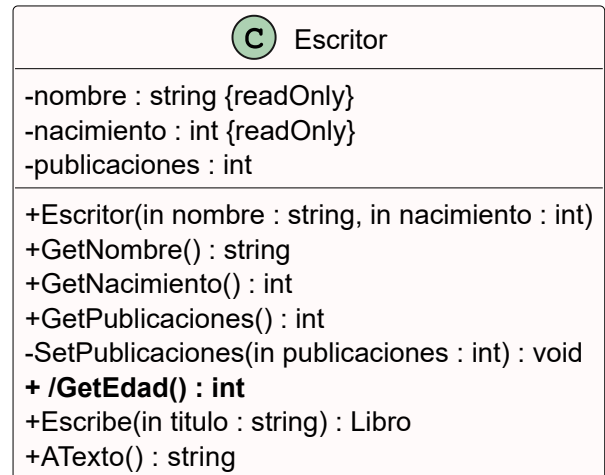 C Escritor
-nombre : string {readOnly}
-nacimiento : int {readOnly}
-publicaciones : int
+Escritor(in nombre : string, in nacimiento : int)
+GetNombre() : string
+GetNacimiento() : int
+GetPublicaciones() : int
-SetPublicaciones(in publicaciones : int) : void
+ /GetEdad() : int
+Escribe(in titulo : string) : Libro
+ATexto() : string